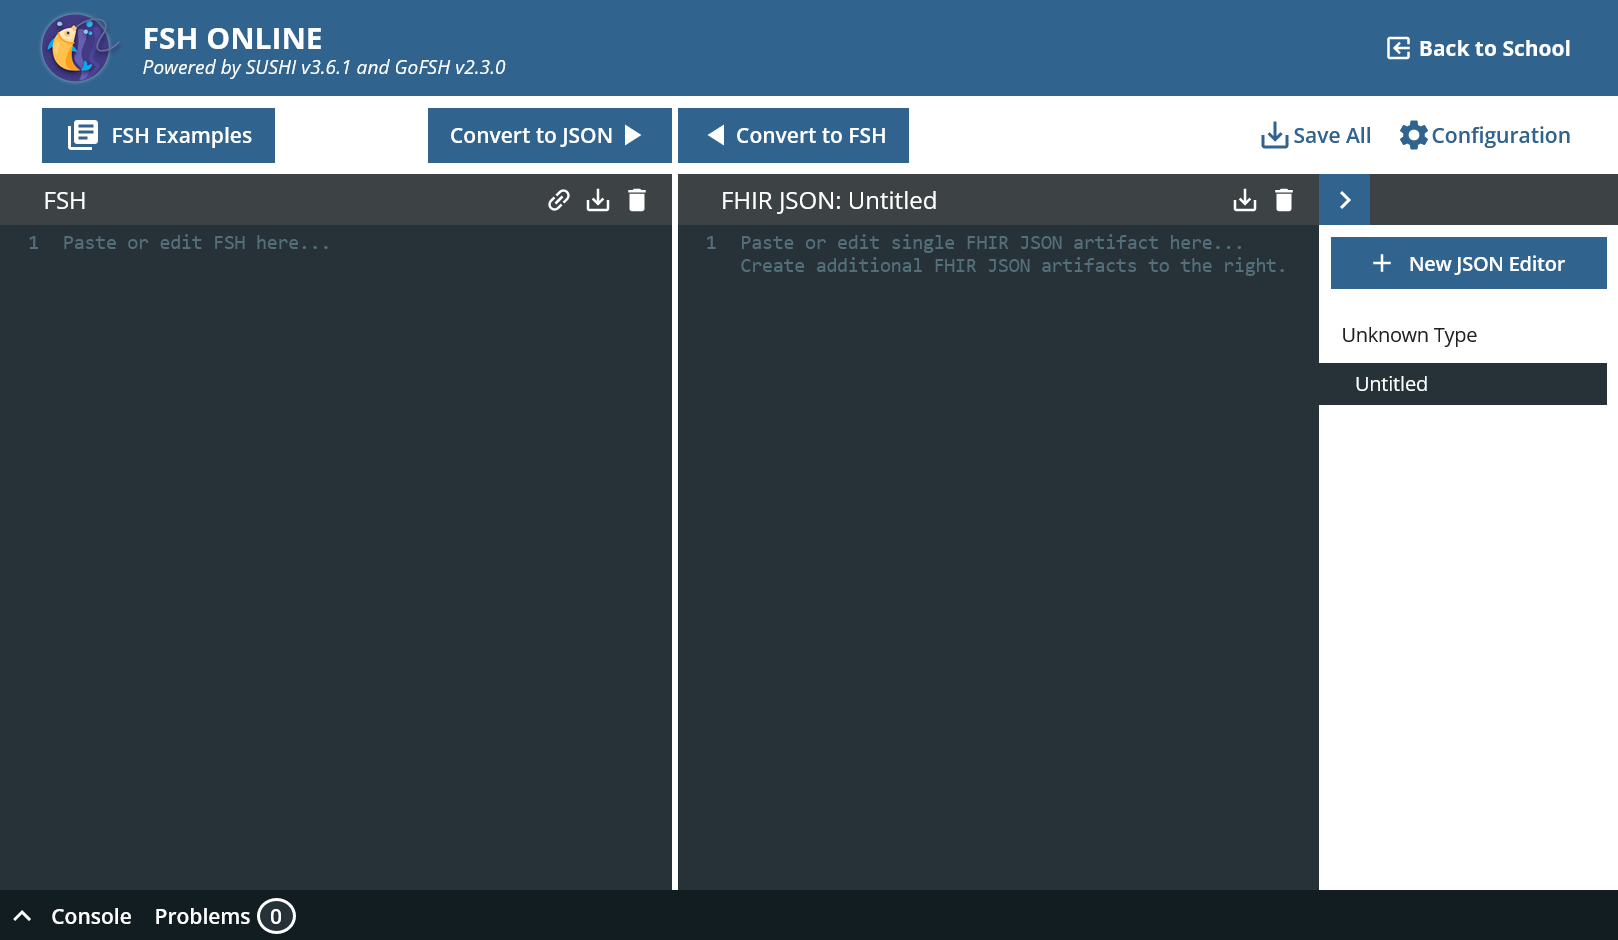 FSH ONLINE
Powered by SUSHI v3.6.1 and GoFSH v2.3.0
Back to School
FSH Examples
Convert to JSON
Convert to FSH
Save All
Configuration
FSH
FHIR JSON: Untitled
1 Paste or edit FSH here...
1 Paste or edit single FHIR JSON artifact here...
Create additional FHIR JSON artifacts to the right.
New JSON Editor
Unknown Type
Untitled
Console
Problems 0